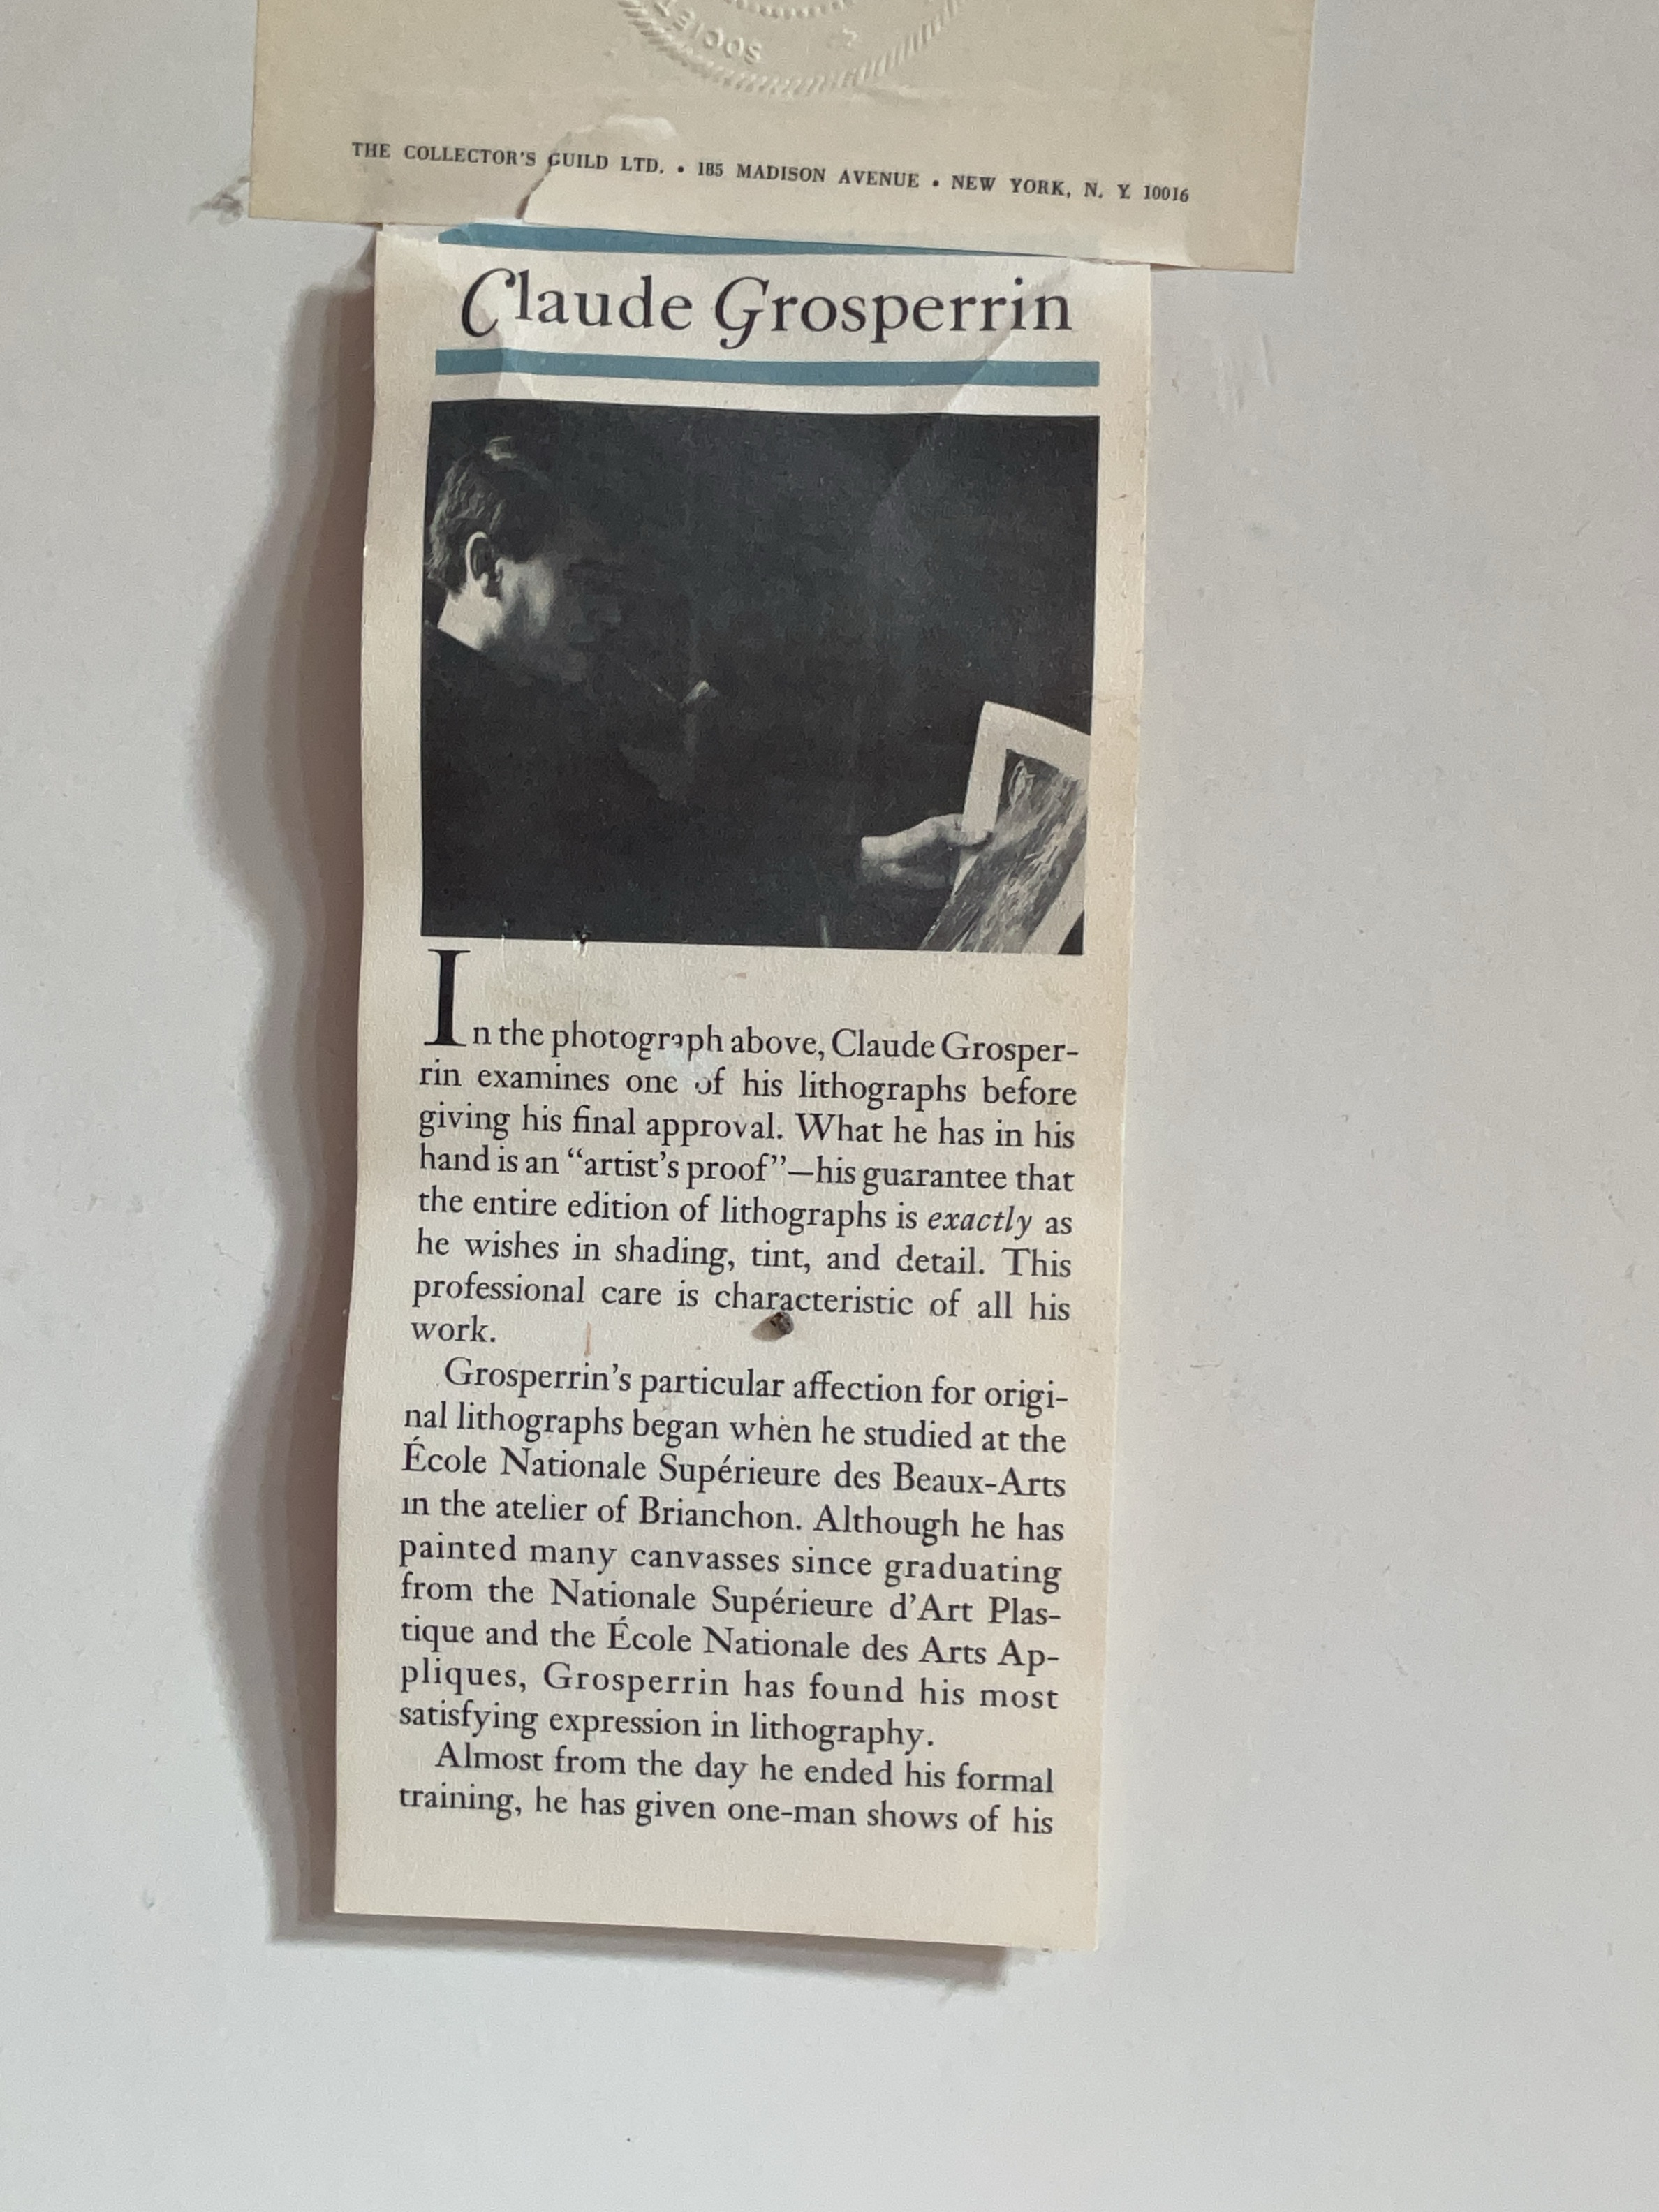 SOCIET
THE COLLECTOR'S GUILD LTD. • 185 MADISON AVENUE • NEW YORK, N. Y. 10016
Claude Grosperrin
In the photograph above, Claude Grosper-
rin examines one of his lithographs before
giving his final approval. What he has in his
hand is an “artist’s proof”—his guarantee that
the entire edition of lithographs is exactly as
he wishes in shading, tint, and detail. This
professional care is characteristic of all his
work.
Grosperrin’s particular affection for origi-
nal lithographs began when he studied at the
École Nationale Supérieure des Beaux-Arts
in the atelier of Brianchon. Although he has
painted many canvasses since graduating
from the Nationale Supérieure d’Art Plas-
tique and the École Nationale des Arts Ap-
pliques, Grosperrin has found his most
satisfying expression in lithography.
Almost from the day he ended his formal
training, he has given one-man shows of his